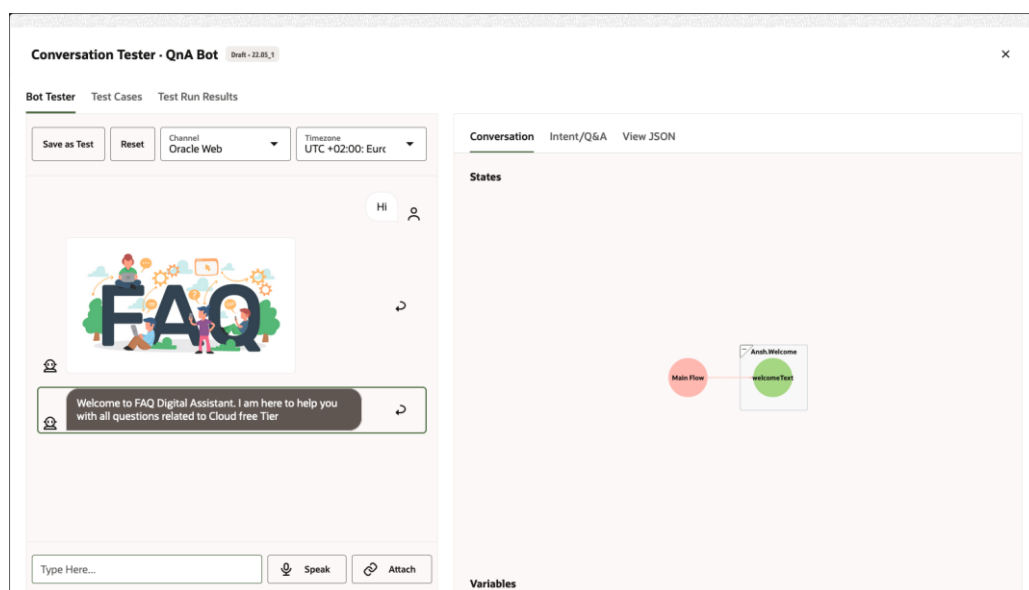 Conversation Tester · QnA Bot Draft - 22.05_1
Bot Tester Test Cases Test Run Results
Save as Test
Reset
Channel
Oracle Web
Timezone
UTC +02:00: Eurc
Conversation Intent/Q&A View JSON
States
Hi
FAQ
Welcome to FAQ Digital Assistant. I am here to help you
with all questions related to Cloud free Tier
Ansh.Welcome
Main Flow
welcomeText
Type Here...
Speak
Attach
Variables